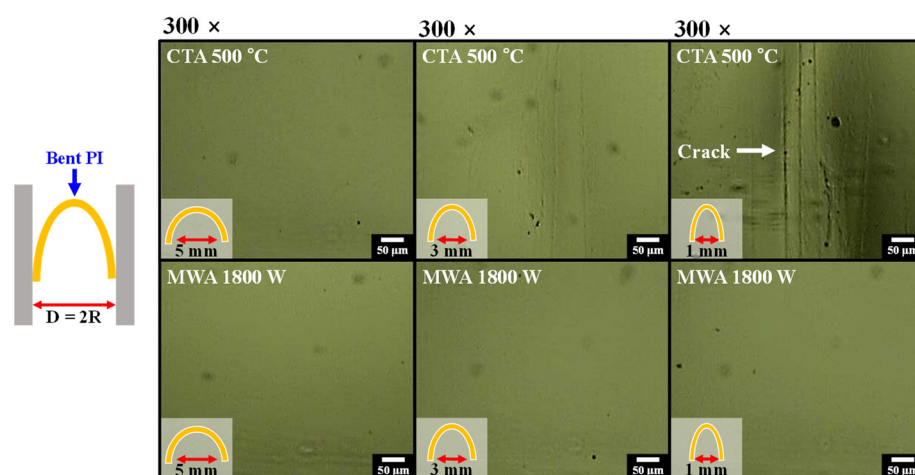 300 ×
300 ×
300 ×
CTA 500 °C
CTA 500 °C
CTA 500 °C
Bent PI
Crack
5 mm
50 μm
3 mm
50 μm
1 mm
50 μm
MWA 1800 W
MWA 1800 W
MWA 1800 W
D = 2R
5 mm
50 μm
3 mm
50 μm
1 mm
50 μm